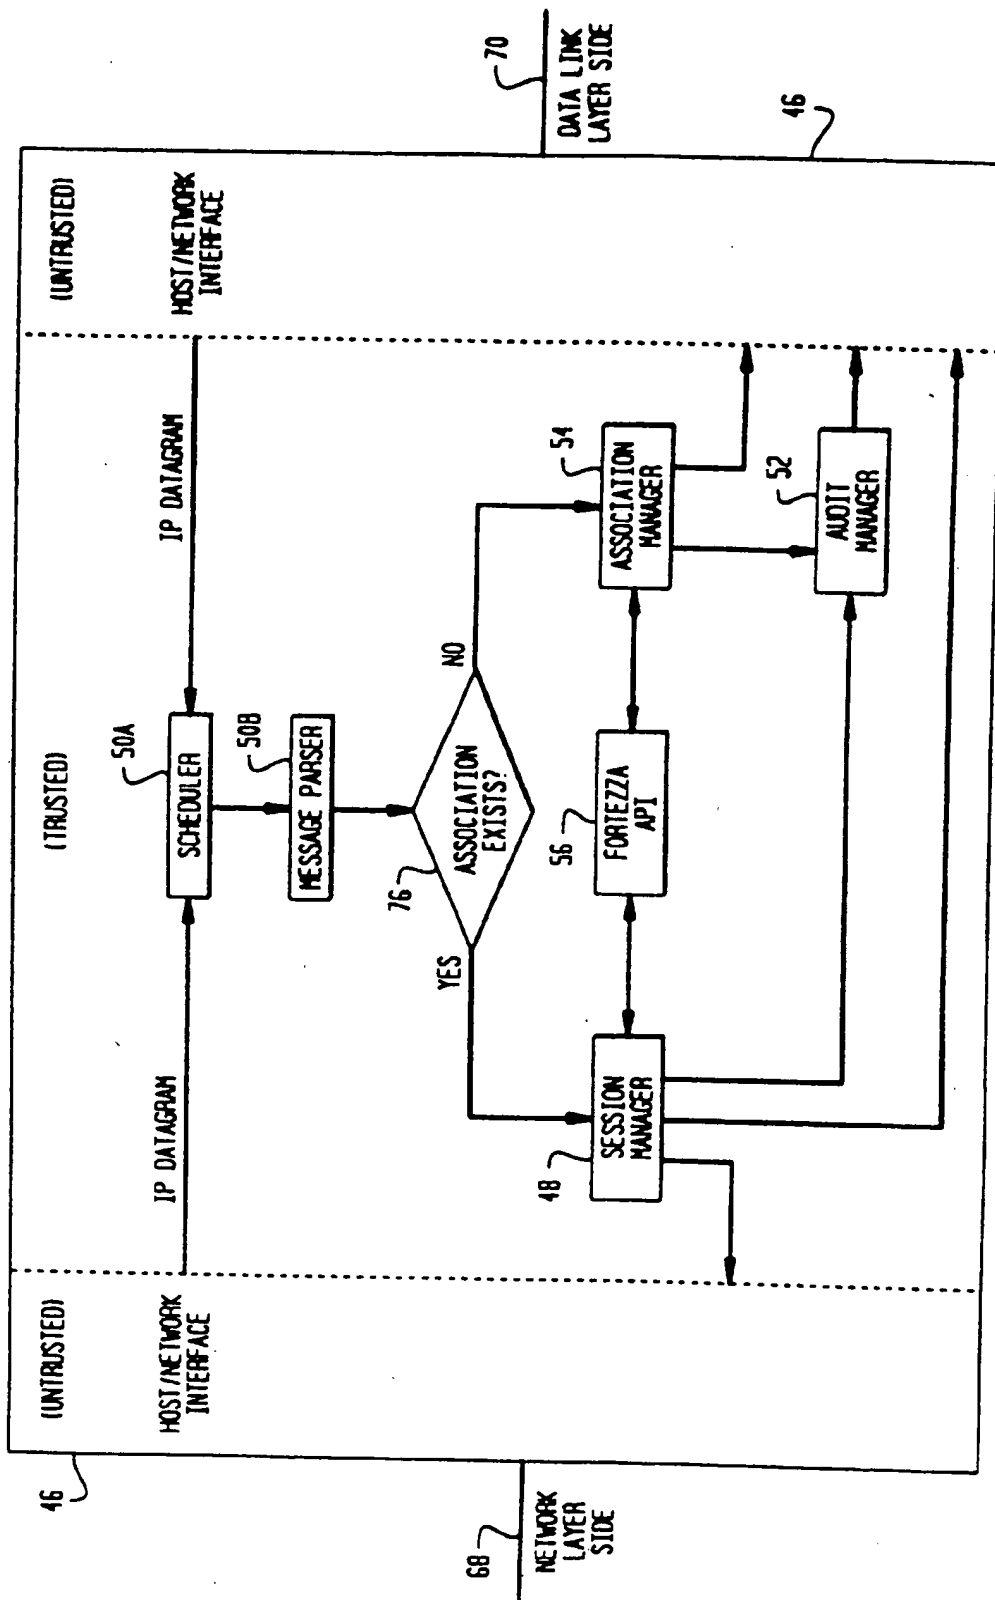 (UNTRUSTED)
(TRUSTED)
(UNTRUSTED)
46
HOST/NETWORK
INTERFACE
IP DATAGRAM
50A
SCHEDULER
IP DATAGRAM
HOST/NETWORK
INTERFACE
50B
MESSAGE PARSER
76
ASSOCIATION
EXISTS?
YES
NO
68
NETWORK
LAYER
SIDE
70
DATA LINK
LAYER SIDE
48
SESSION
MANAGER
56
FORTEZZA
API
54
ASSOCIATION
MANAGER
52
AUDIT
MANAGER
46